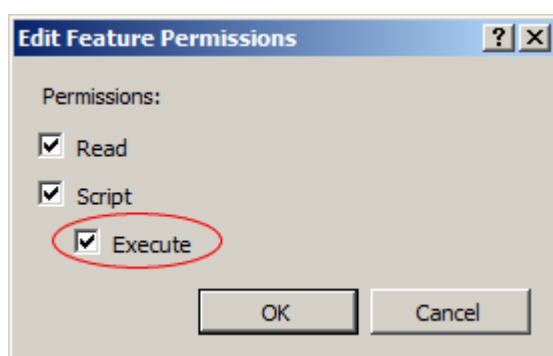 Edit Feature Permissions
Permissions:
Read
Script
Execute
OK Cancel